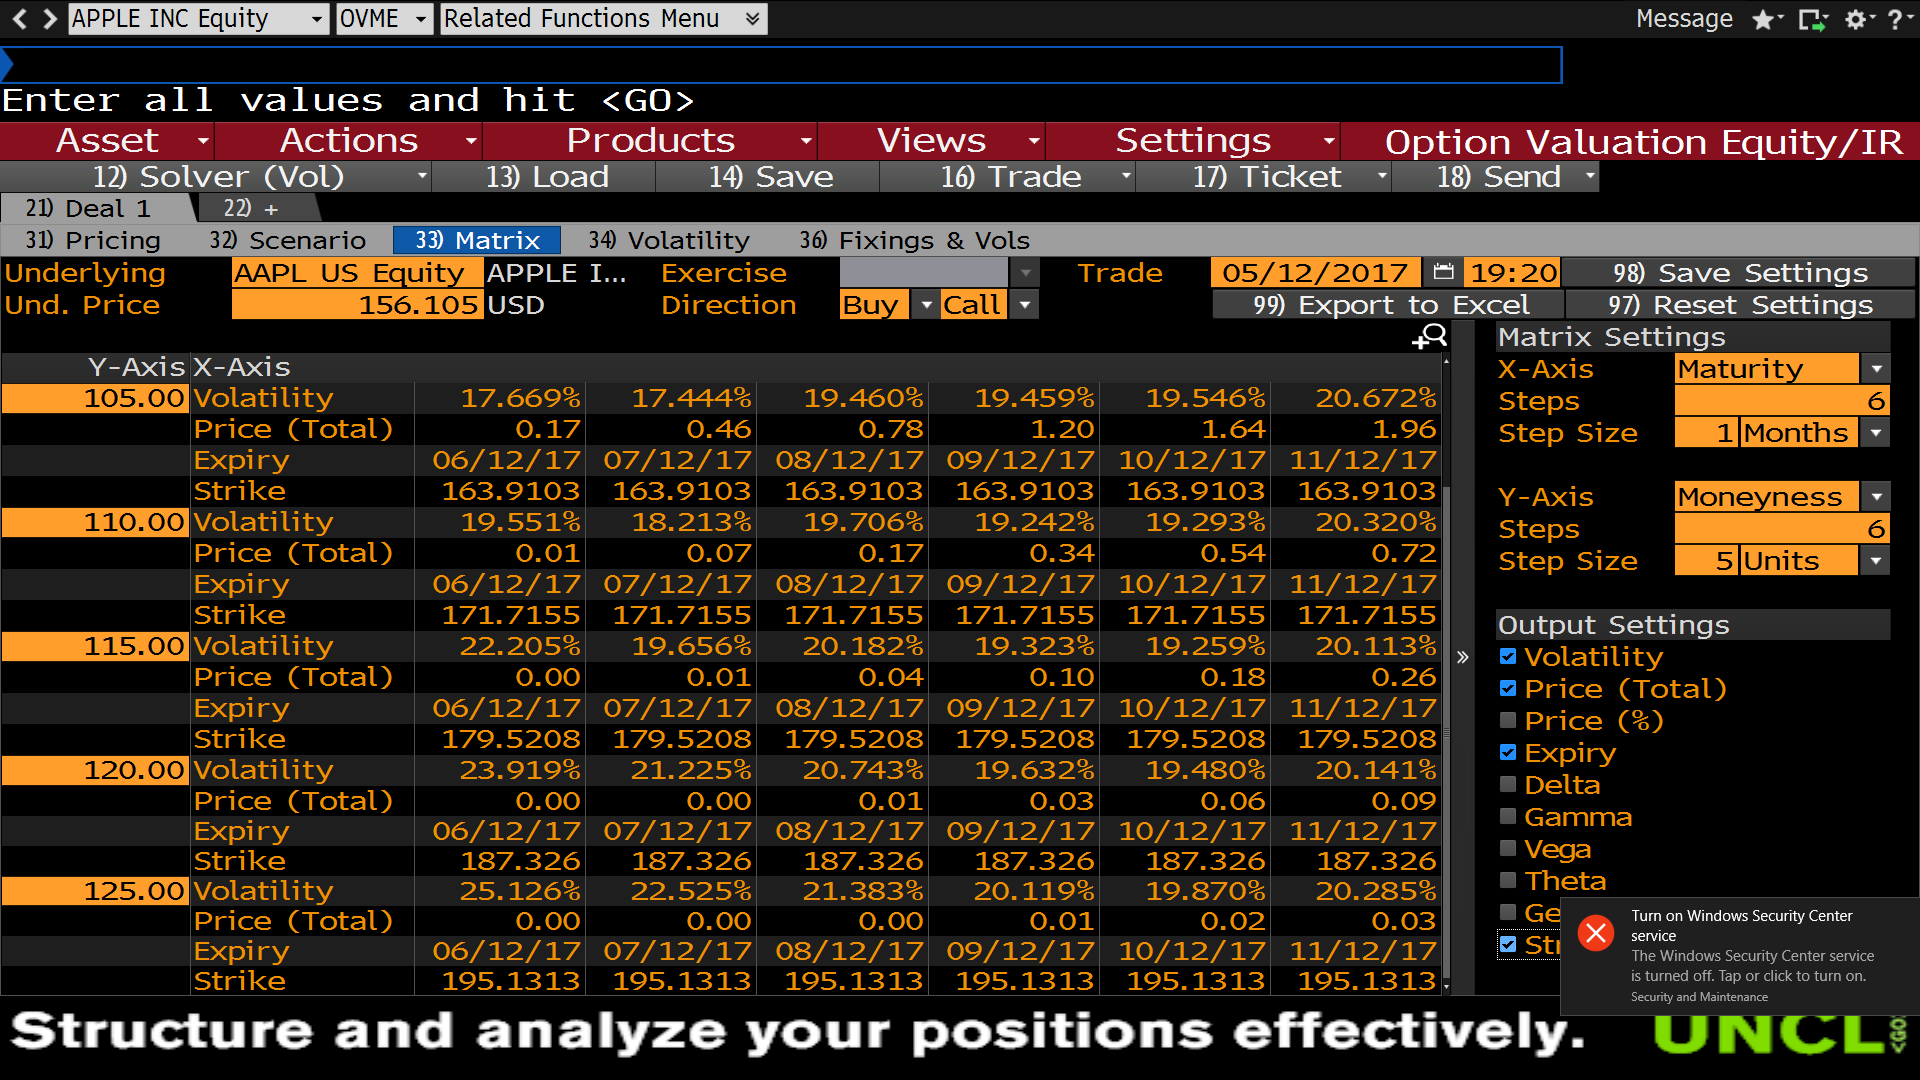 APPLE INC Equity OVME Related Functions Menu Message ?
Enter all values and hit <GO>
Asset Actions Products Views Settings Option Valuation Equity/IR
12) Solver (Vol) 13) Load 14) Save 16) Trade 17) Ticket 18) Send
21) Deal 1 22) +
31) Pricing 32) Scenario 33) Matrix 34) Volatility 36) Fixings & Vols
Underlying AAPL US Equity APPLE I... Exercise Trade 05/12/2017 19:20 98) Save Settings
Und. Price 156.105 USD Direction Buy Call 99) Export to Excel 97) Reset Settings
Y-Axis X-Axis
105.00 Volatility 17.669% 17.444% 19.460% 19.459% 19.546% 20.672%
Price (Total) 0.17 0.46 0.78 1.20 1.64 1.96
Expiry 06/12/17 07/12/17 08/12/17 09/12/17 10/12/17 11/12/17
Strike 163.9103 163.9103 163.9103 163.9103 163.9103 163.9103
110.00 Volatility 19.551% 18.213% 19.706% 19.242% 19.293% 20.320%
Price (Total) 0.01 0.07 0.17 0.34 0.54 0.72
Expiry 06/12/17 07/12/17 08/12/17 09/12/17 10/12/17 11/12/17
Strike 171.7155 171.7155 171.7155 171.7155 171.7155 171.7155
115.00 Volatility 22.205% 19.656% 20.182% 19.323% 19.259% 20.113%
Price (Total) 0.00 0.01 0.04 0.10 0.18 0.26
Expiry 06/12/17 07/12/17 08/12/17 09/12/17 10/12/17 11/12/17
Strike 179.5208 179.5208 179.5208 179.5208 179.5208 179.5208
120.00 Volatility 23.919% 21.225% 20.743% 19.632% 19.480% 20.141%
Price (Total) 0.00 0.00 0.01 0.03 0.06 0.09
Expiry 06/12/17 07/12/17 08/12/17 09/12/17 10/12/17 11/12/17
Strike 187.326 187.326 187.326 187.326 187.326 187.326
125.00 Volatility 25.126% 22.525% 21.383% 20.119% 19.870% 20.285%
Price (Total) 0.00 0.00 0.00 0.01 0.02 0.03
Expiry 06/12/17 07/12/17 08/12/17 09/12/17 10/12/17 11/12/17
Strike 195.1313 195.1313 195.1313 195.1313 195.1313 195.1313
Matrix Settings
X-Axis Maturity
Steps 6
Step Size 1 Months
Y-Axis Moneyness
Steps 6
Step Size 5 Units
Output Settings
Volatility
Price (Total)
Price (%)
Expiry
Delta
Gamma
Vega
Theta
Turn on Windows Security Center
service
The Windows Security Center service
is turned off. Tap or click to turn on.
Security and Maintenance
Structure and analyze your positions effectively. UNCL <GO>